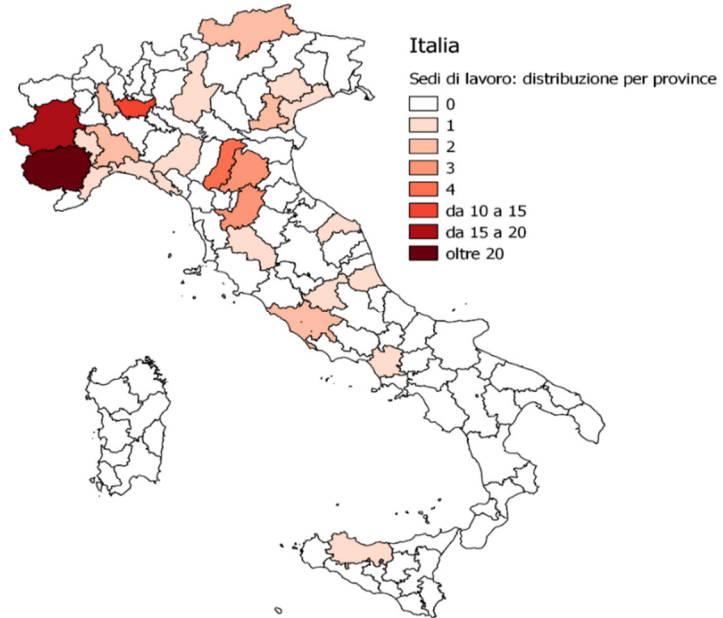 Italia
Sedi di lavoro: distribuzione per province
0
1
2
3
4
da 10 a 15
da 15 a 20
oltre 20